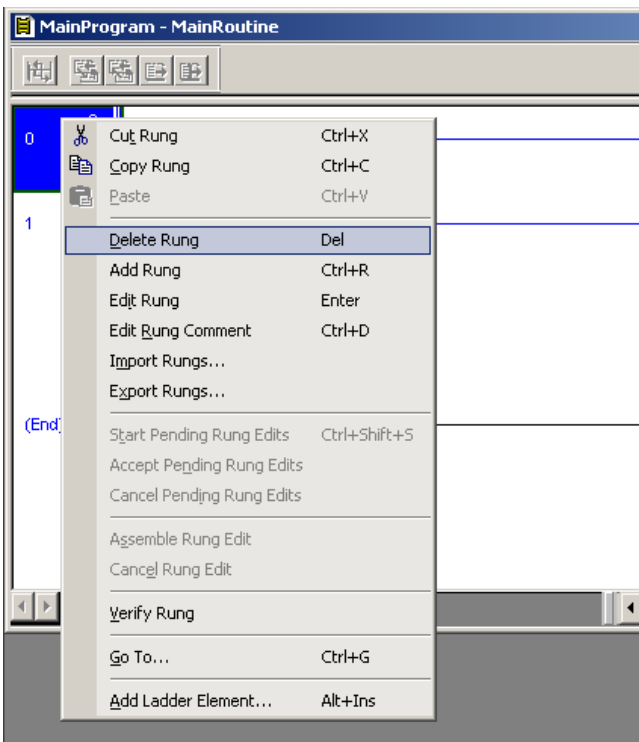 MainProgram - MainRoutine
0
Cut Rung Ctrl+X
Copy Rung Ctrl+C
Paste Ctrl+V
1
Delete Rung Del
Add Rung Ctrl+R
Edit Rung Enter
Edit Rung Comment Ctrl+D
Import Rungs...
Export Rungs...
(End)
Start Pending Rung Edits Ctrl+Shift+S
Accept Pending Rung Edits
Cancel Pending Rung Edits
Assemble Rung Edit
Cancel Rung Edit
Verify Rung
Go To... Ctrl+G
Add Ladder Element... Alt+Ins